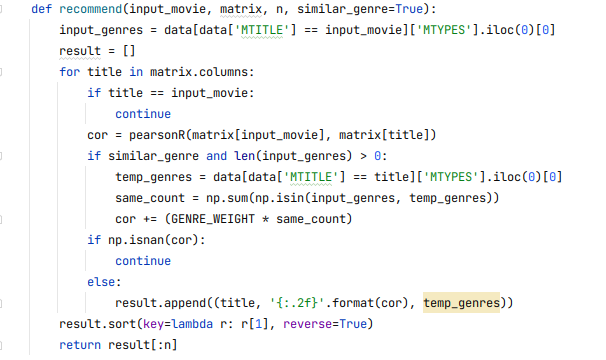 def recommend(input_movie, matrix, n, similar_genre=True):
    input_genres = data[data['MTITLE'] == input_movie]['MTYPES'].iloc(0)[0]
    result = []
    for title in matrix.columns:
        if title == input_movie:
            continue
        cor = pearsonR(matrix[input_movie], matrix[title])
        if similar_genre and len(input_genres) > 0:
            temp_genres = data[data['MTITLE'] == title]['MTYPES'].iloc(0)[0]
            same_count = np.sum(np.isin(input_genres, temp_genres))
            cor += (GENRE_WEIGHT * same_count)
        if np.isnan(cor):
            continue
        else:
            result.append((title, '{:.2f}'.format(cor), temp_genres))
    result.sort(key=lambda r: r[1], reverse=True)
    return result[:n]